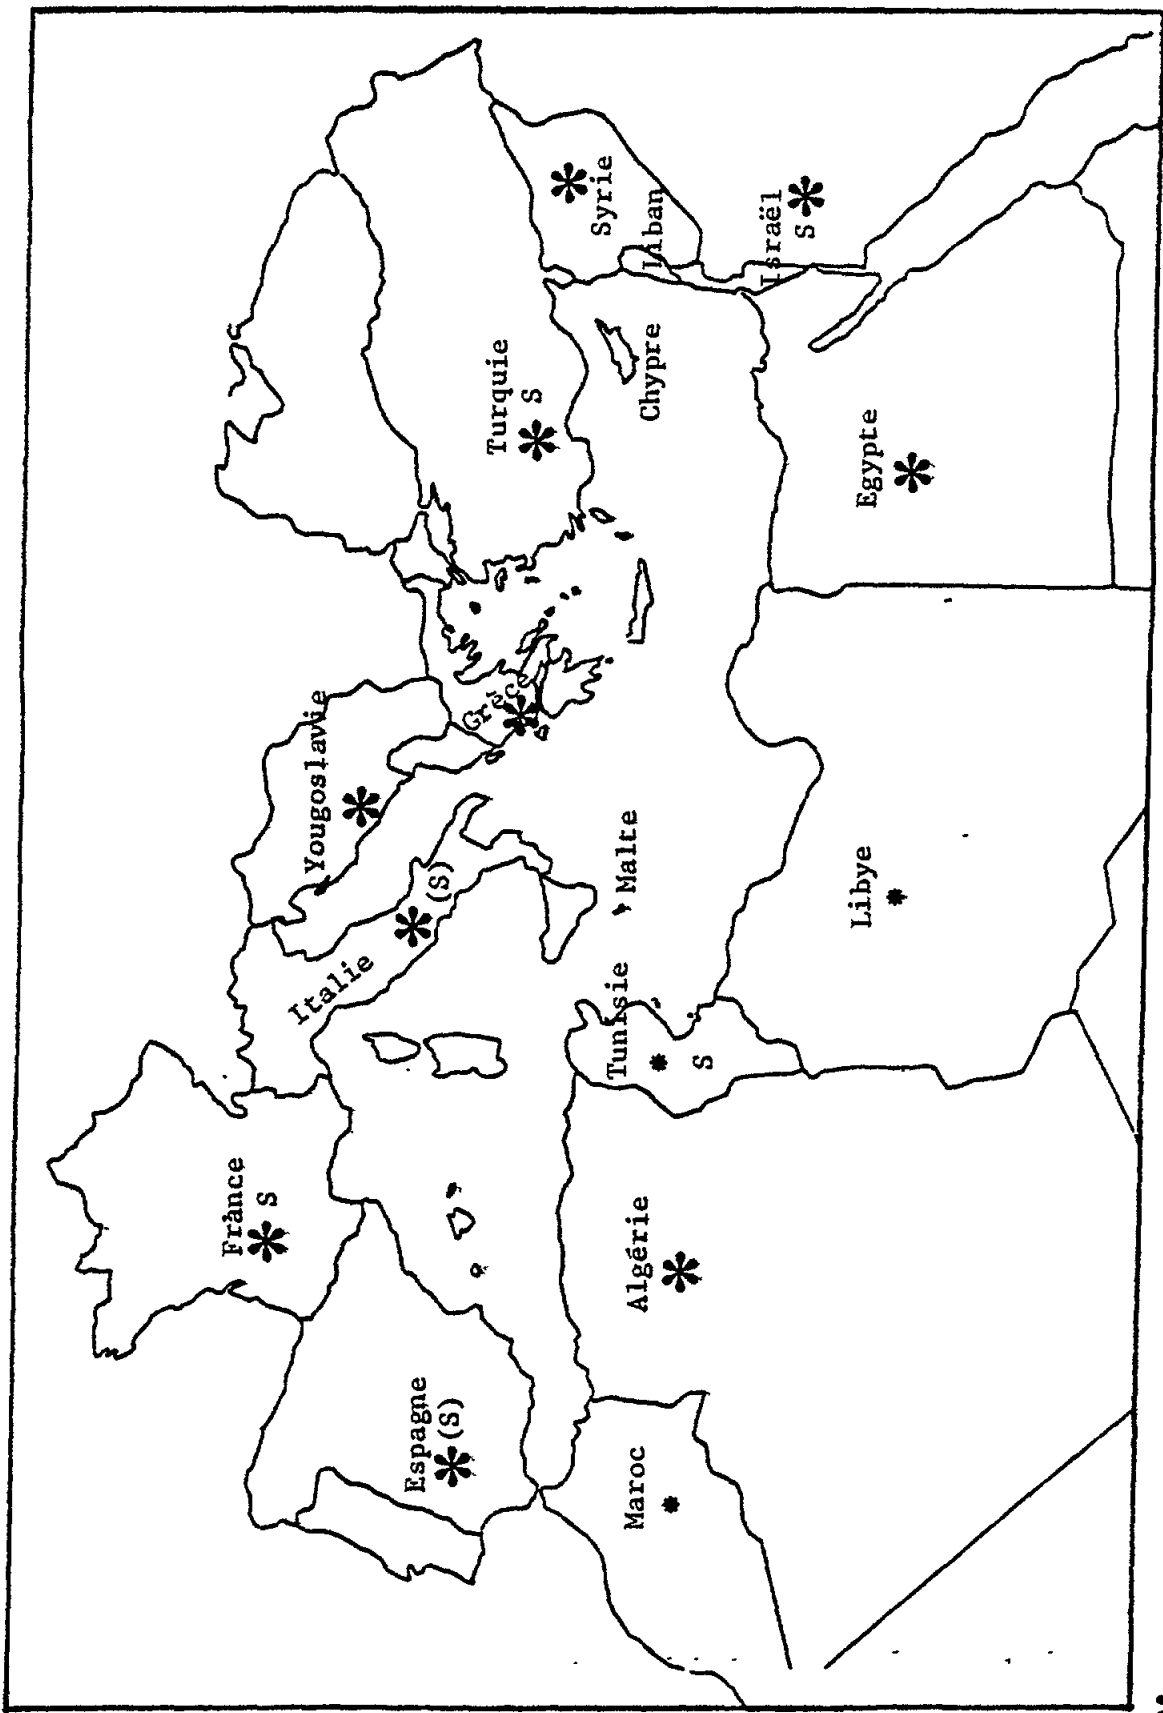 France
S
Yougoslavie
Italie
(S)
Espagne
(S)
Grèce
Turquie
S
Syrie
Liban
Chypre
Israël
S
Malte
Tunisie
S
Algérie
Maroc
Libye
Egypte